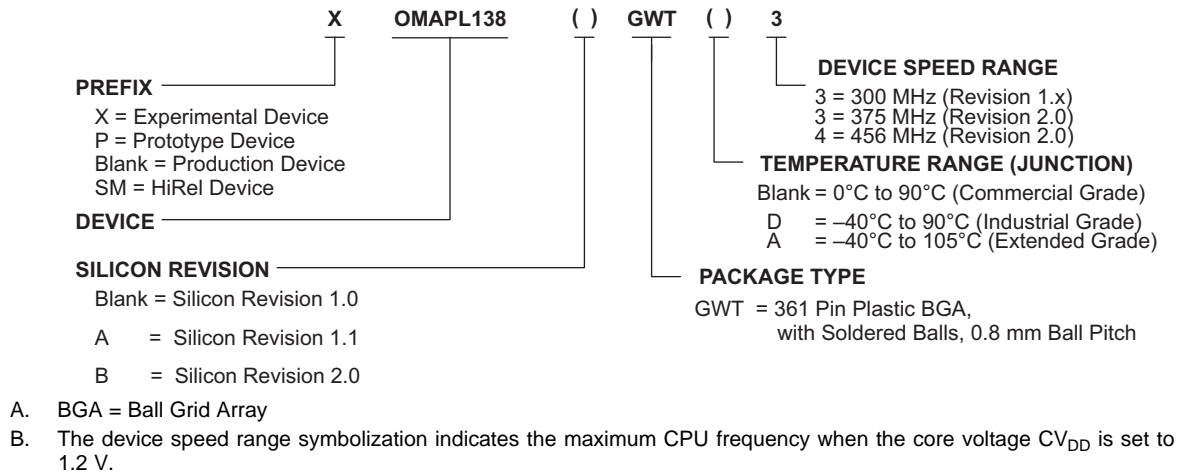 X OMAPL138 ( ) GWT ( ) 3
PREFIX
X = Experimental Device
P = Prototype Device
Blank = Production Device
SM = HiRel Device
DEVICE
SILICON REVISION
Blank = Silicon Revision 1.0
A = Silicon Revision 1.1
B = Silicon Revision 2.0
DEVICE SPEED RANGE
3 = 300 MHz (Revision 1.x)
3 = 375 MHz (Revision 2.0)
4 = 456 MHz (Revision 2.0)
TEMPERATURE RANGE (JUNCTION)
Blank = 0°C to 90°C (Commercial Grade)
D = –40°C to 90°C (Industrial Grade)
A = –40°C to 105°C (Extended Grade)
PACKAGE TYPE
GWT = 361 Pin Plastic BGA,
with Soldered Balls, 0.8 mm Ball Pitch
A. BGA = Ball Grid Array
B. The device speed range symbolization indicates the maximum CPU frequency when the core voltage CVDD is set to
1.2 V.